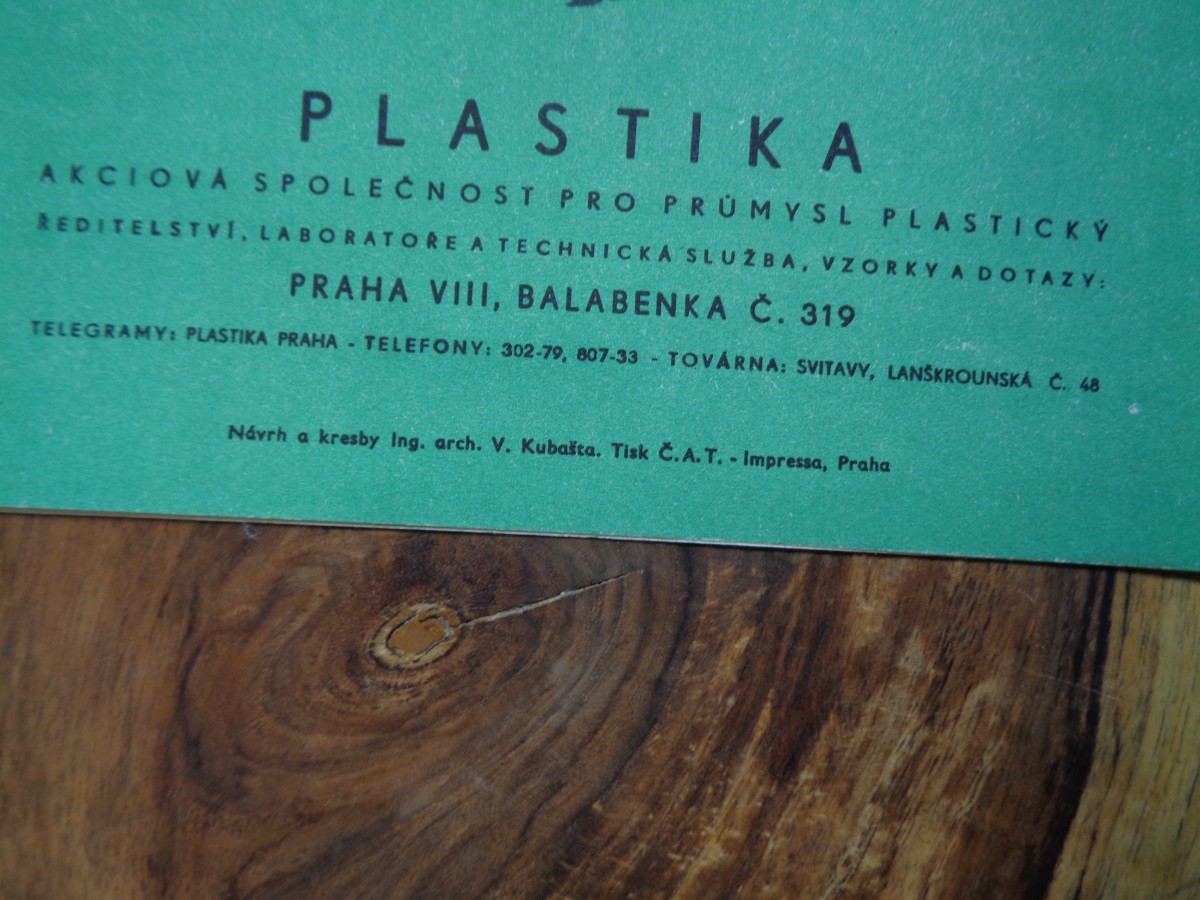 PLASTIKA
AKCIOVÁ SPOLEČNOST PRO PRŮMYSL PLASTICKÝ
ŘEDITELSTVÍ, LABORATOŘE A TECHNICKÁ SLUŽBA, VZORKY A DOTAZY:
PRAHA VIII, BALABENKA Č. 319
TELEGRAMY: PLASTIKA PRAHA - TELEFONY: 302-79, 807-33 - TOVÁRNA: SVITAVY, LANŠKROUNSKÁ Č. 48
Návrh a kresby Ing. arch. V. Kubašta. Tisk Č.A.T. - Impressa, Praha